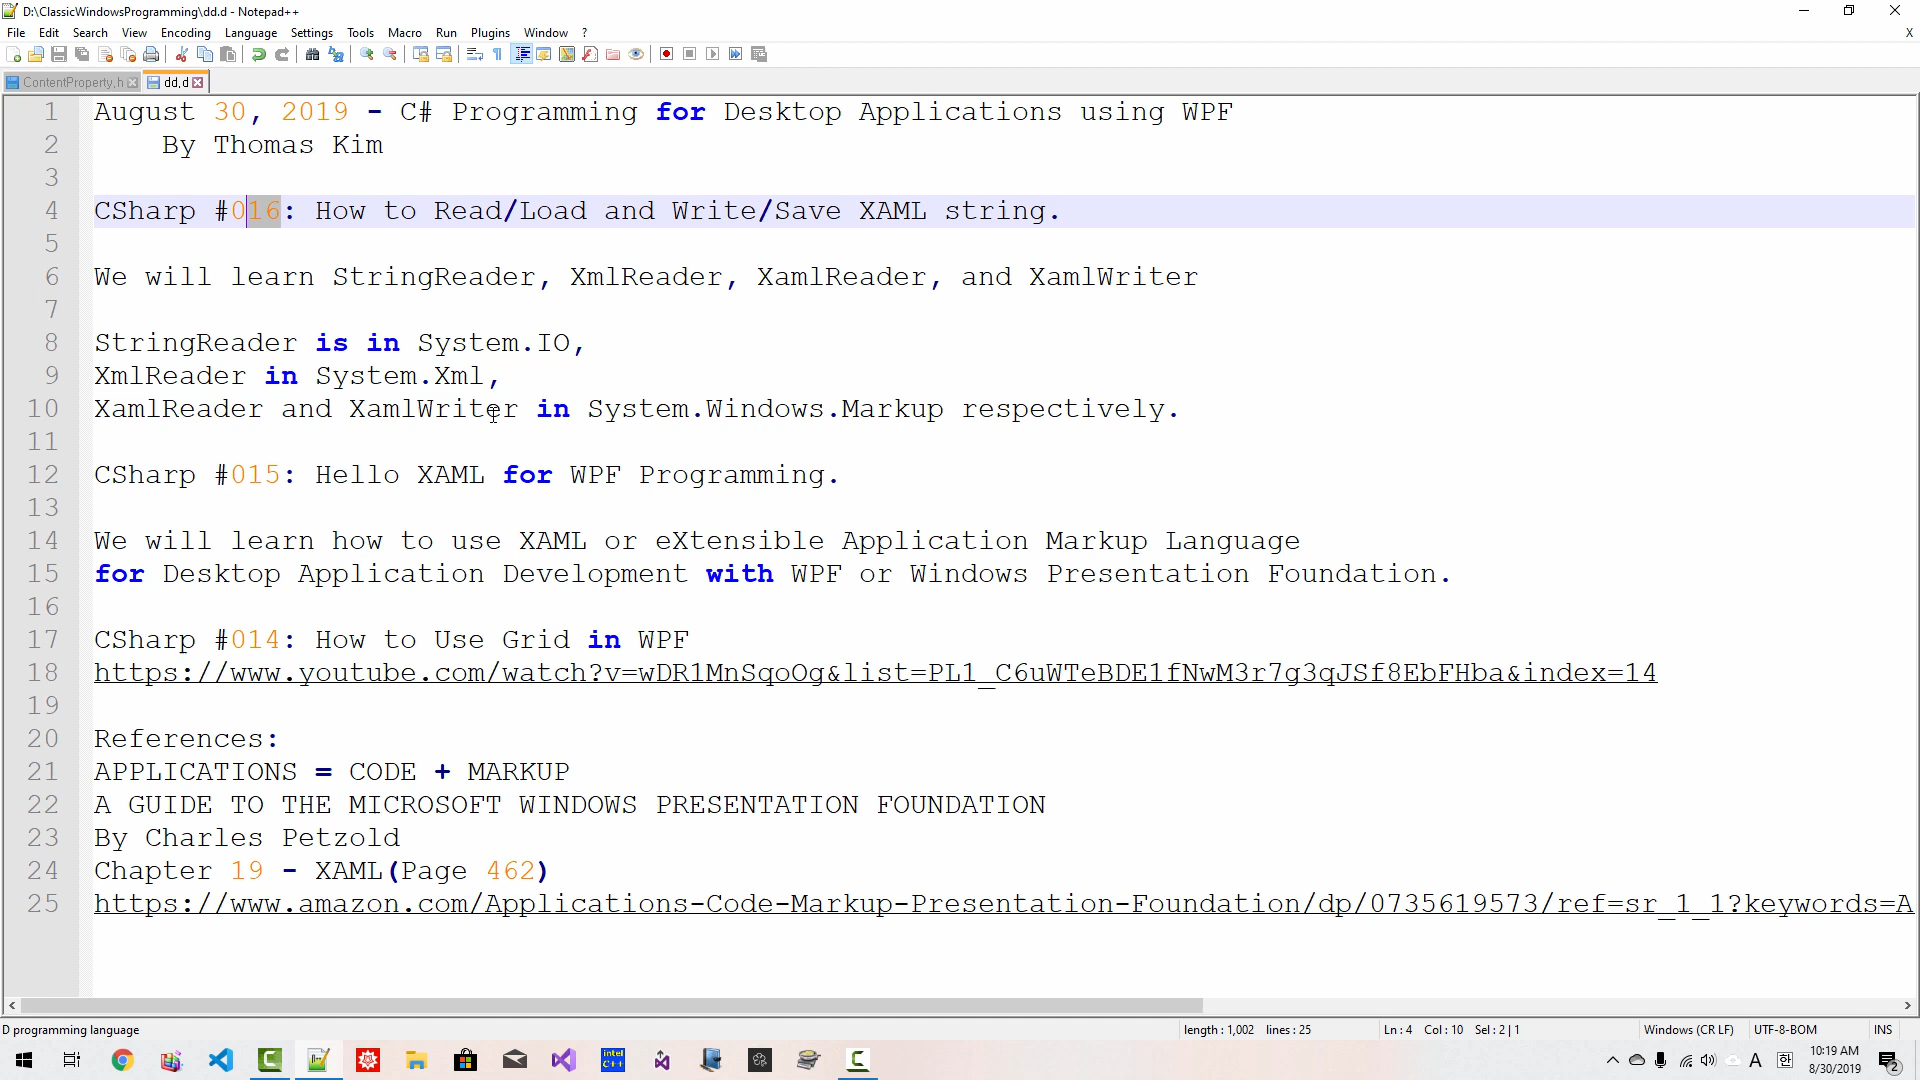 D:\ClassicWindowsProgramming\dd.d - Notepad++
File Edit Search View Encoding Language Settings Tools Macro Run Plugins Window ? X
ContentProperty.h dd.d
1 August 30, 2019 - C# Programming for Desktop Applications using WPF
2 By Thomas Kim
3
4 CSharp #016: How to Read/Load and Write/Save XAML string.
5
6 We will learn StringReader, XmlReader, XamlReader, and XamlWriter
7
8 StringReader is in System.IO,
9 XmlReader in System.Xml,
10 XamlReader and XamlWriter in System.Windows.Markup respectively.
11
12 CSharp #015: Hello XAML for WPF Programming.
13
14 We will learn how to use XAML or eXtensible Application Markup Language
15 for Desktop Application Development with WPF or Windows Presentation Foundation.
16
17 CSharp #014: How to Use Grid in WPF
18 https://www.youtube.com/watch?v=wDR1MnSqoOg&list=PL1_C6uWTeBDE1fNwM3r7g3qJSf8EbFHba&index=14
19
20 References:
21 APPLICATIONS = CODE + MARKUP
22 A GUIDE TO THE MICROSOFT WINDOWS PRESENTATION FOUNDATION
23 By Charles Petzold
24 Chapter 19 - XAML(Page 462)
25 https://www.amazon.com/Applications-Code-Markup-Presentation-Foundation/dp/0735619573/ref=sr_1_1?keywords=A
D programming language length : 1,002 lines : 25 Ln : 4 Col : 10 Sel : 2 | 1 Windows (CR LF) UTF-8-BOM INS
intel C++
A 한 10:19 AM
8/30/2019 2